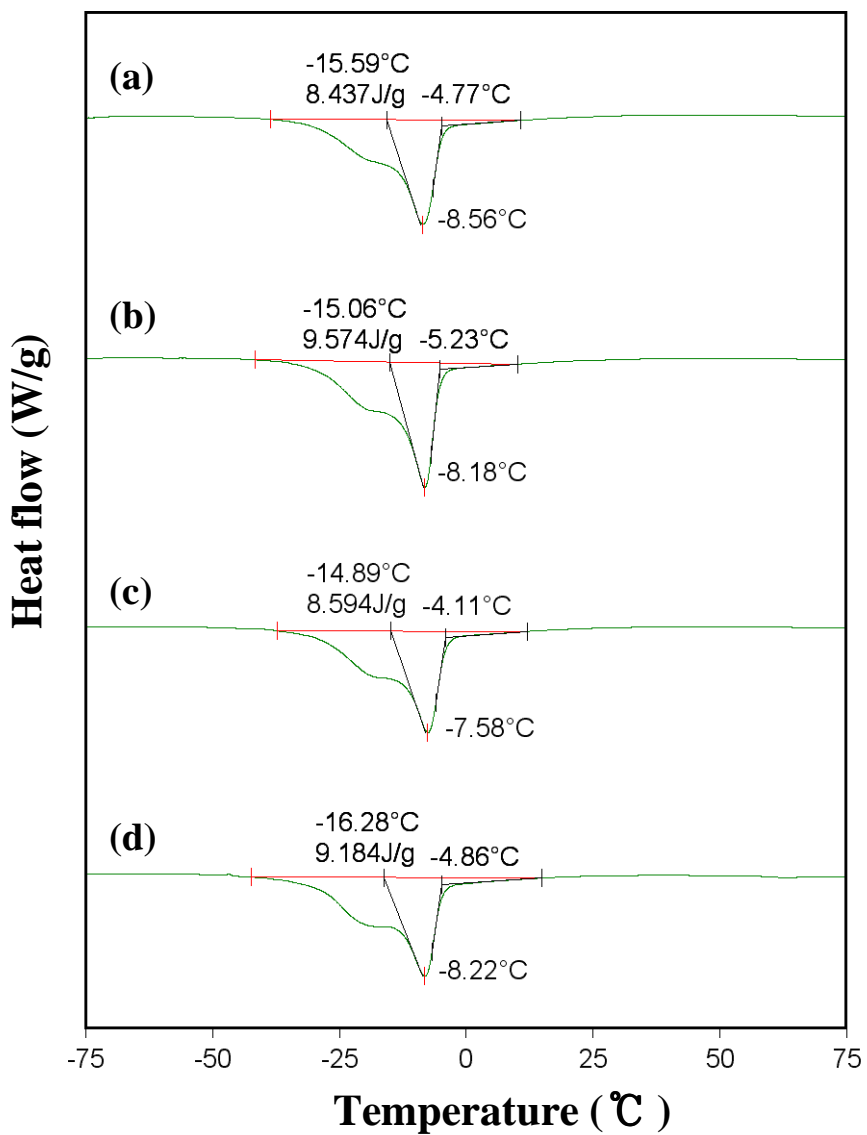 (a)
-15.59°C
8.437J/g -4.77°C
-8.56°C
(b)
-15.06°C
9.574J/g -5.23°C
-8.18°C
(c)
-14.89°C
8.594J/g -4.11°C
-7.58°C
(d)
-16.28°C
9.184J/g -4.86°C
-8.22°C
Heat flow (W/g)
-75 -50 -25 0 25 50 75
Temperature (℃)